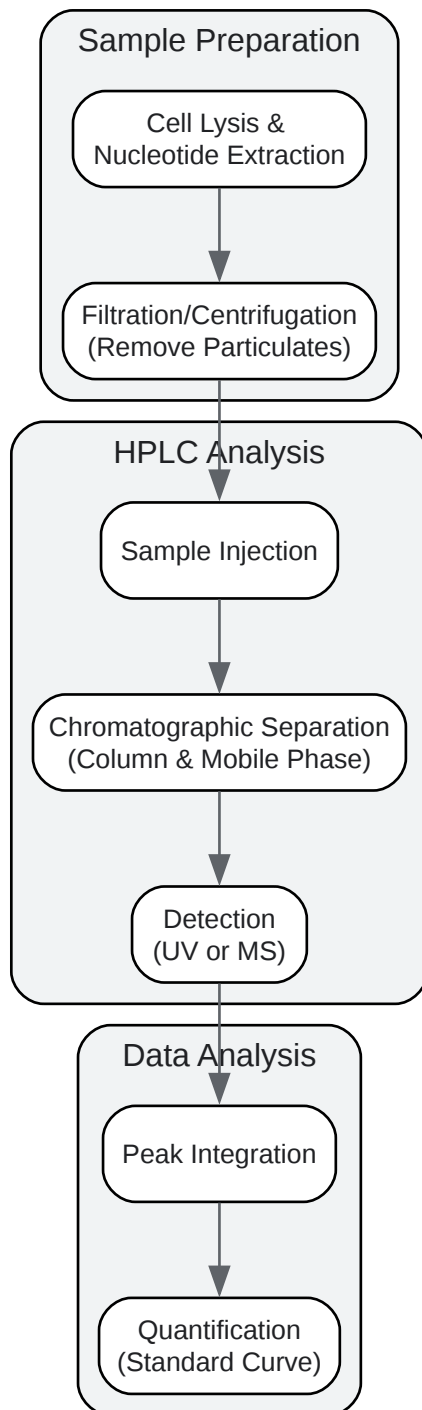 Sample Preparation
Cell Lysis &
Nucleotide Extraction
Filtration/Centrifugation
(Remove Particulates)
HPLC Analysis
Sample Injection
Chromatographic Separation
(Column & Mobile Phase)
Detection
(UV or MS)
Data Analysis
Peak Integration
Quantification
(Standard Curve)